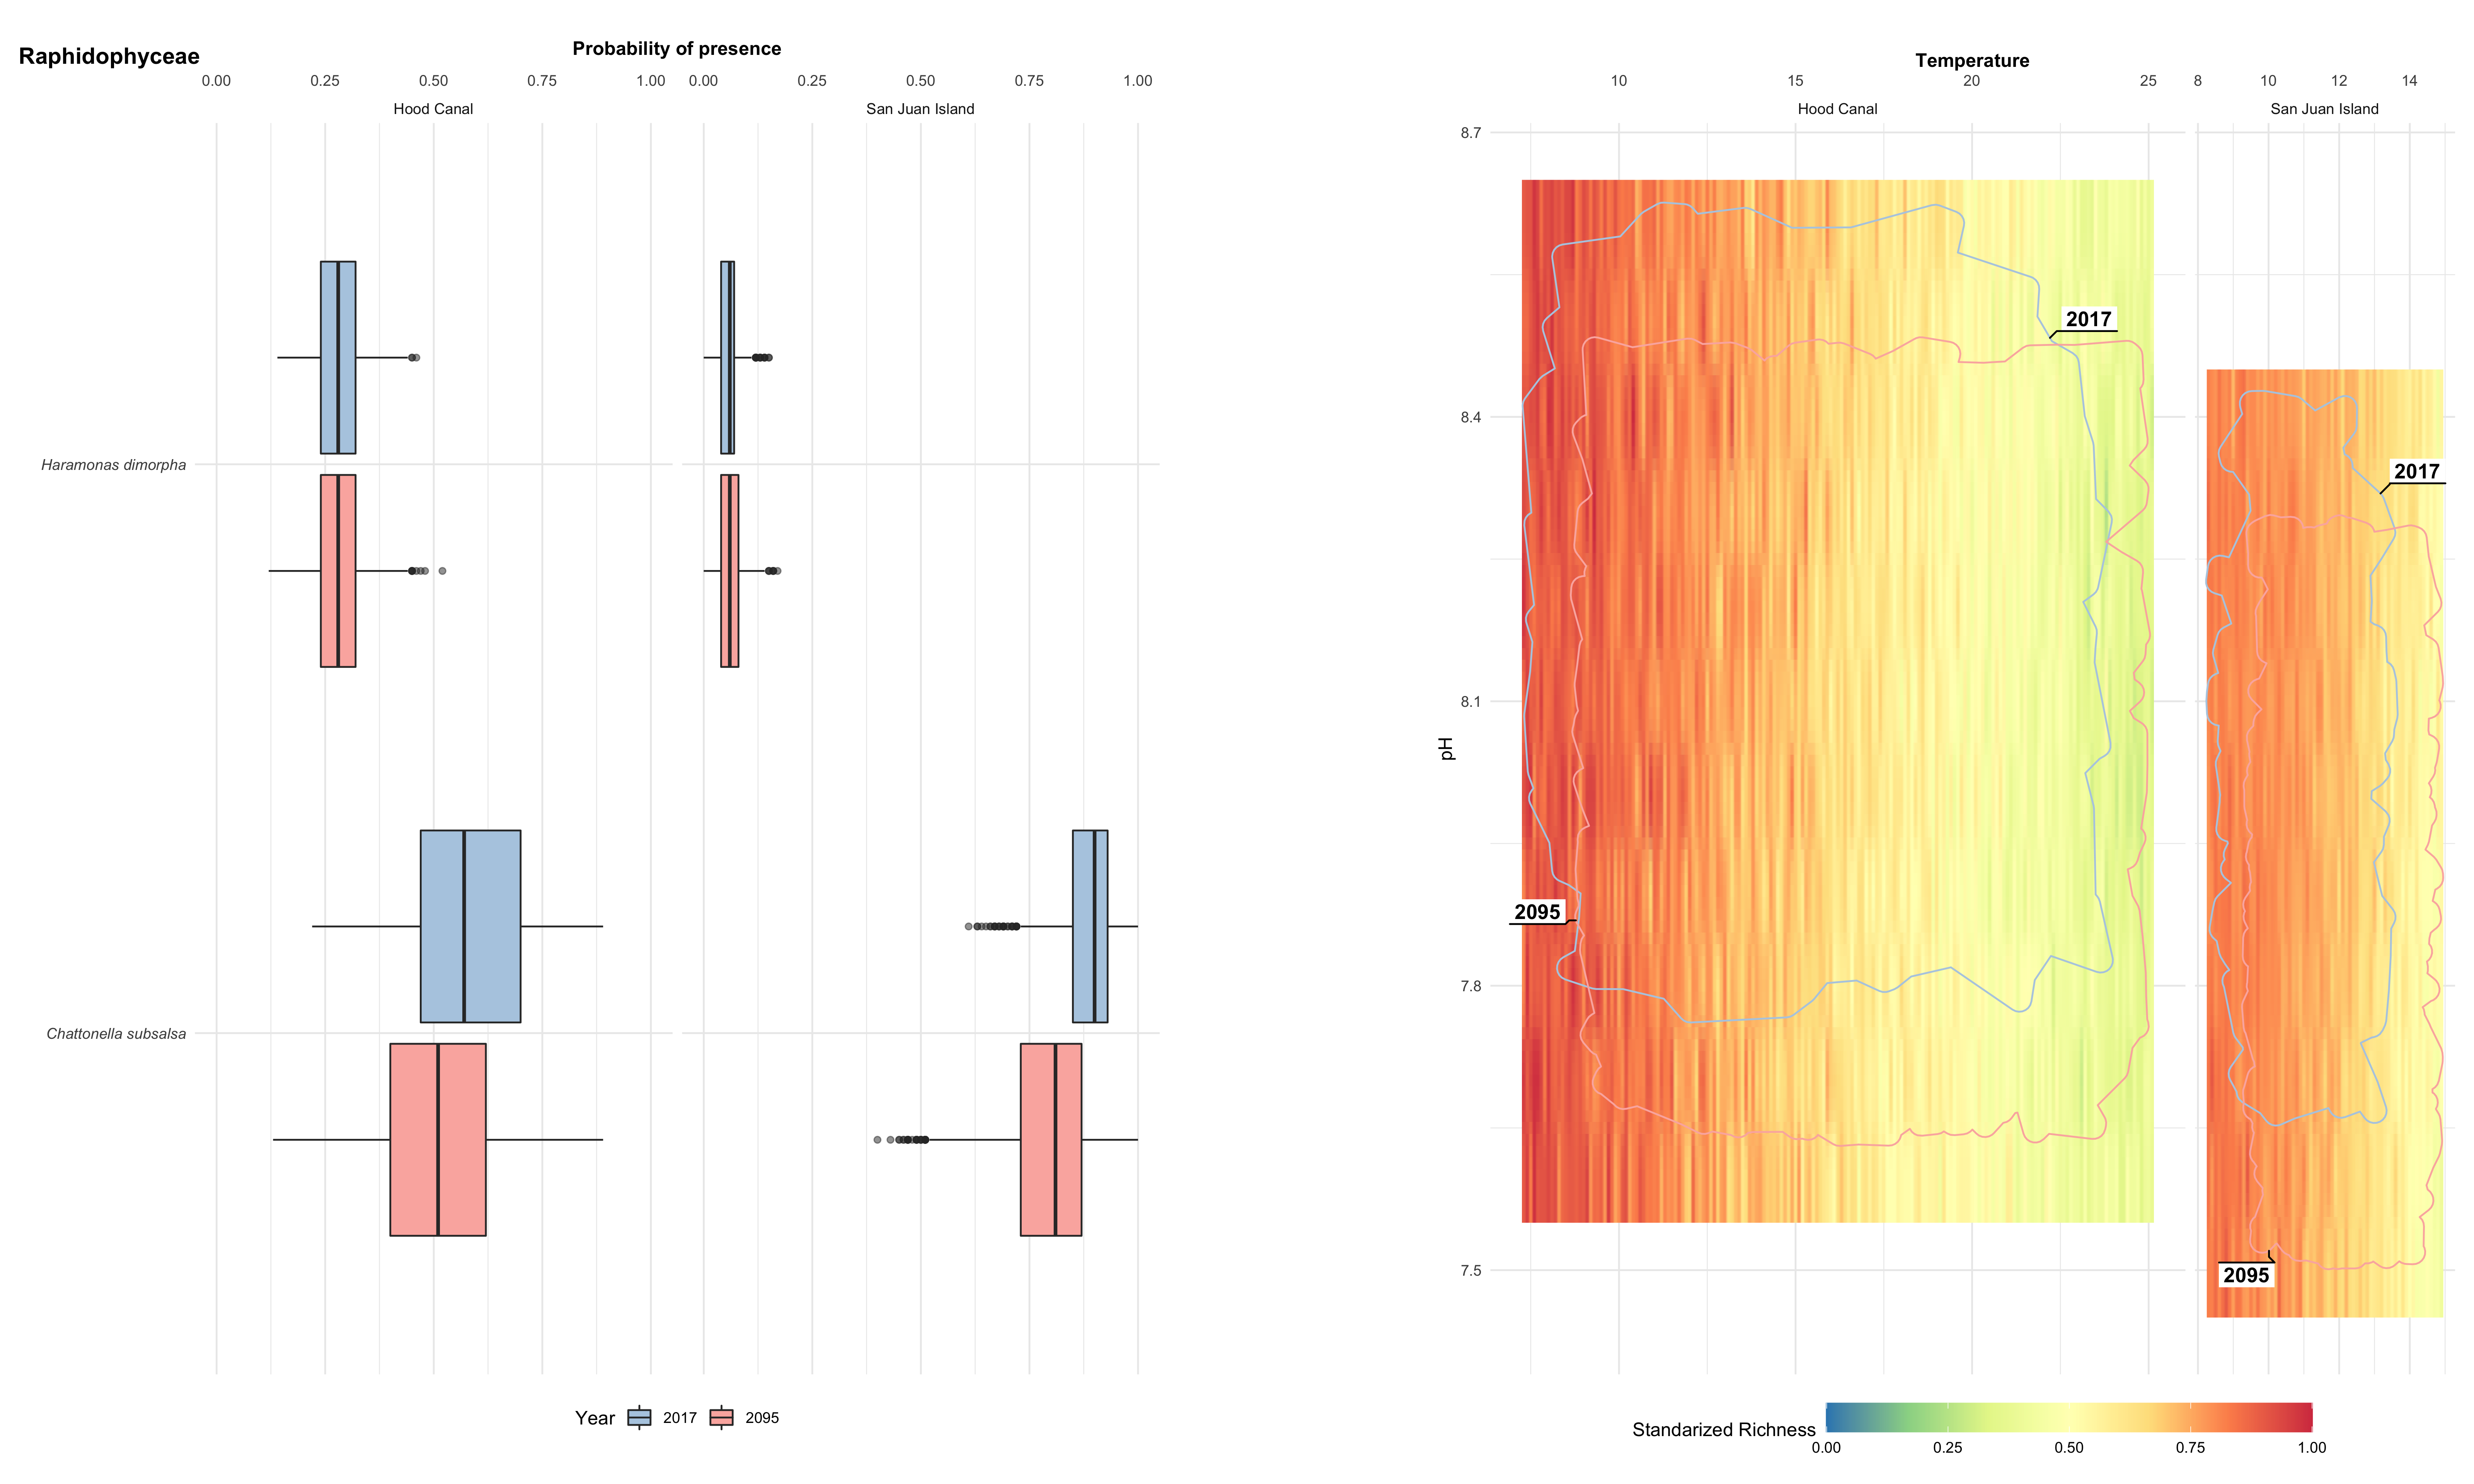 Raphidophyceae
Probability of presence
0.00 0.25 0.50 0.75 1.00 0.00 0.25 0.50 0.75 1.00
Hood Canal San Juan Island
Haramonas dimorpha
Chattonella subsalsa
Year 2017 2095
Temperature
10 15 20 25 8 10 12 14
Hood Canal San Juan Island
8.7
2017
8.4
2017
8.1
pH
2095
7.8
7.5
2095
Standarized Richness
0.00 0.25 0.50 0.75 1.00